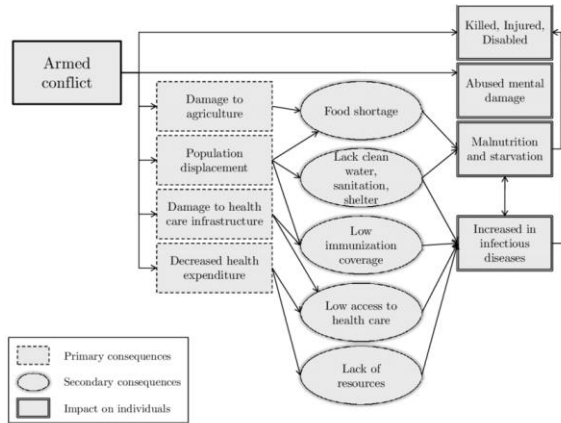 Killed, Injured,
Disabled
Armed
conflict
Abused mental
damage
Damage to
agriculture
Food shortage
Malnutrition
and starvation
Population
displacement
Lack clean
water,
sanitation,
shelter
Damage to health
care infrastructure
Low
immunization
coverage
Increased in
infectious
diseases
Decreased health
expenditure
Low access to
health care
Lack of
resources
Primary consequences
Secondary consequences
Impact on individuals